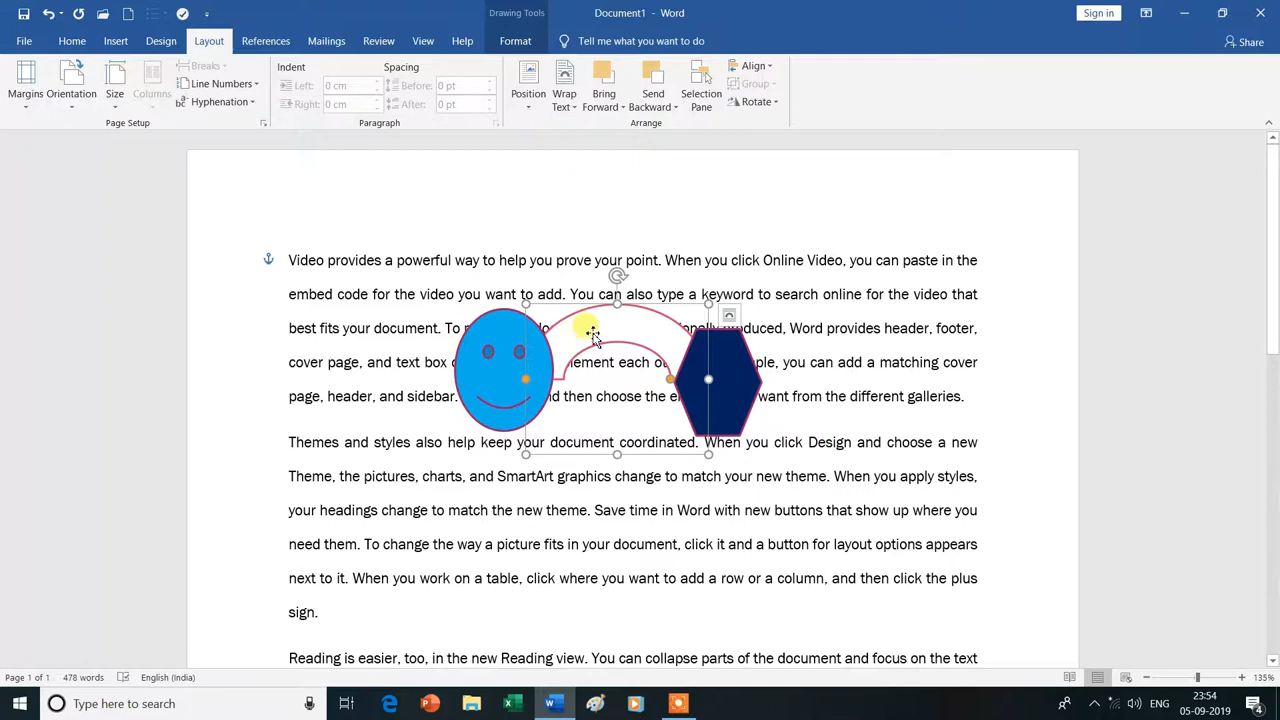 Drawing Tools
Document1 - Word
Sign in
File Home Insert Design Layout References Mailings Review View Help Format Tell me what you want to do Share
Margins Orientation Size Columns
Breaks
Line Numbers
Hyphenation
Page Setup
Indent Spacing
Left: 0 cm Before: 0 pt
Right: 0 cm After: 0 pt
Paragraph
Position Wrap Text Bring Forward Send Backward Selection Pane
Align
Group
Rotate
Arrange
Video provides a powerful way to help you prove your point. When you click Online Video, you can paste in the
embed code for the video you want to add. You can also type a keyword to search online for the video that
best fits your document. To produced, Word provides header, footer,
cover page, and text box each you can add a matching cover
page, header, and sidebar. and then choose the want from the different galleries.
Themes and styles also help keep your document coordinated. When you click Design and choose a new
Theme, the pictures, charts, and SmartArt graphics change to match your new theme. When you apply styles,
your headings change to match the new theme. Save time in Word with new buttons that show up where you
need them. To change the way a picture fits in your document, click it and a button for layout options appears
next to it. When you work on a table, click where you want to add a row or a column, and then click the plus
sign.
Reading is easier, too, in the new Reading view. You can collapse parts of the document and focus on the text
Page 1 of 1 478 words English (India) 135%
Type here to search
ENG
23:54
05-09-2019
4